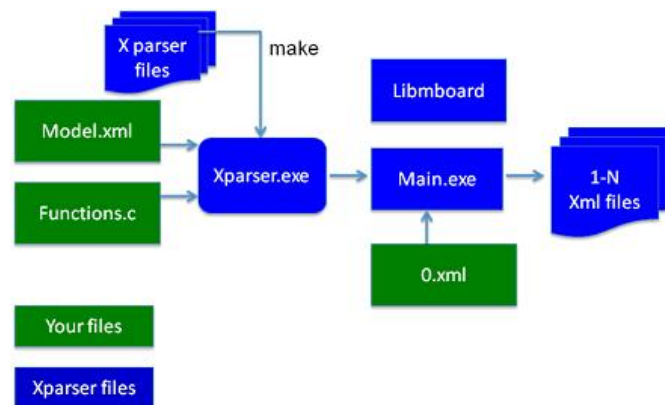 X parser
files
make
Libmboard
Model.xml
Xparser.exe
Main.exe
1-N
Xml files
Functions.c
0.xml
Your files
Xparser files